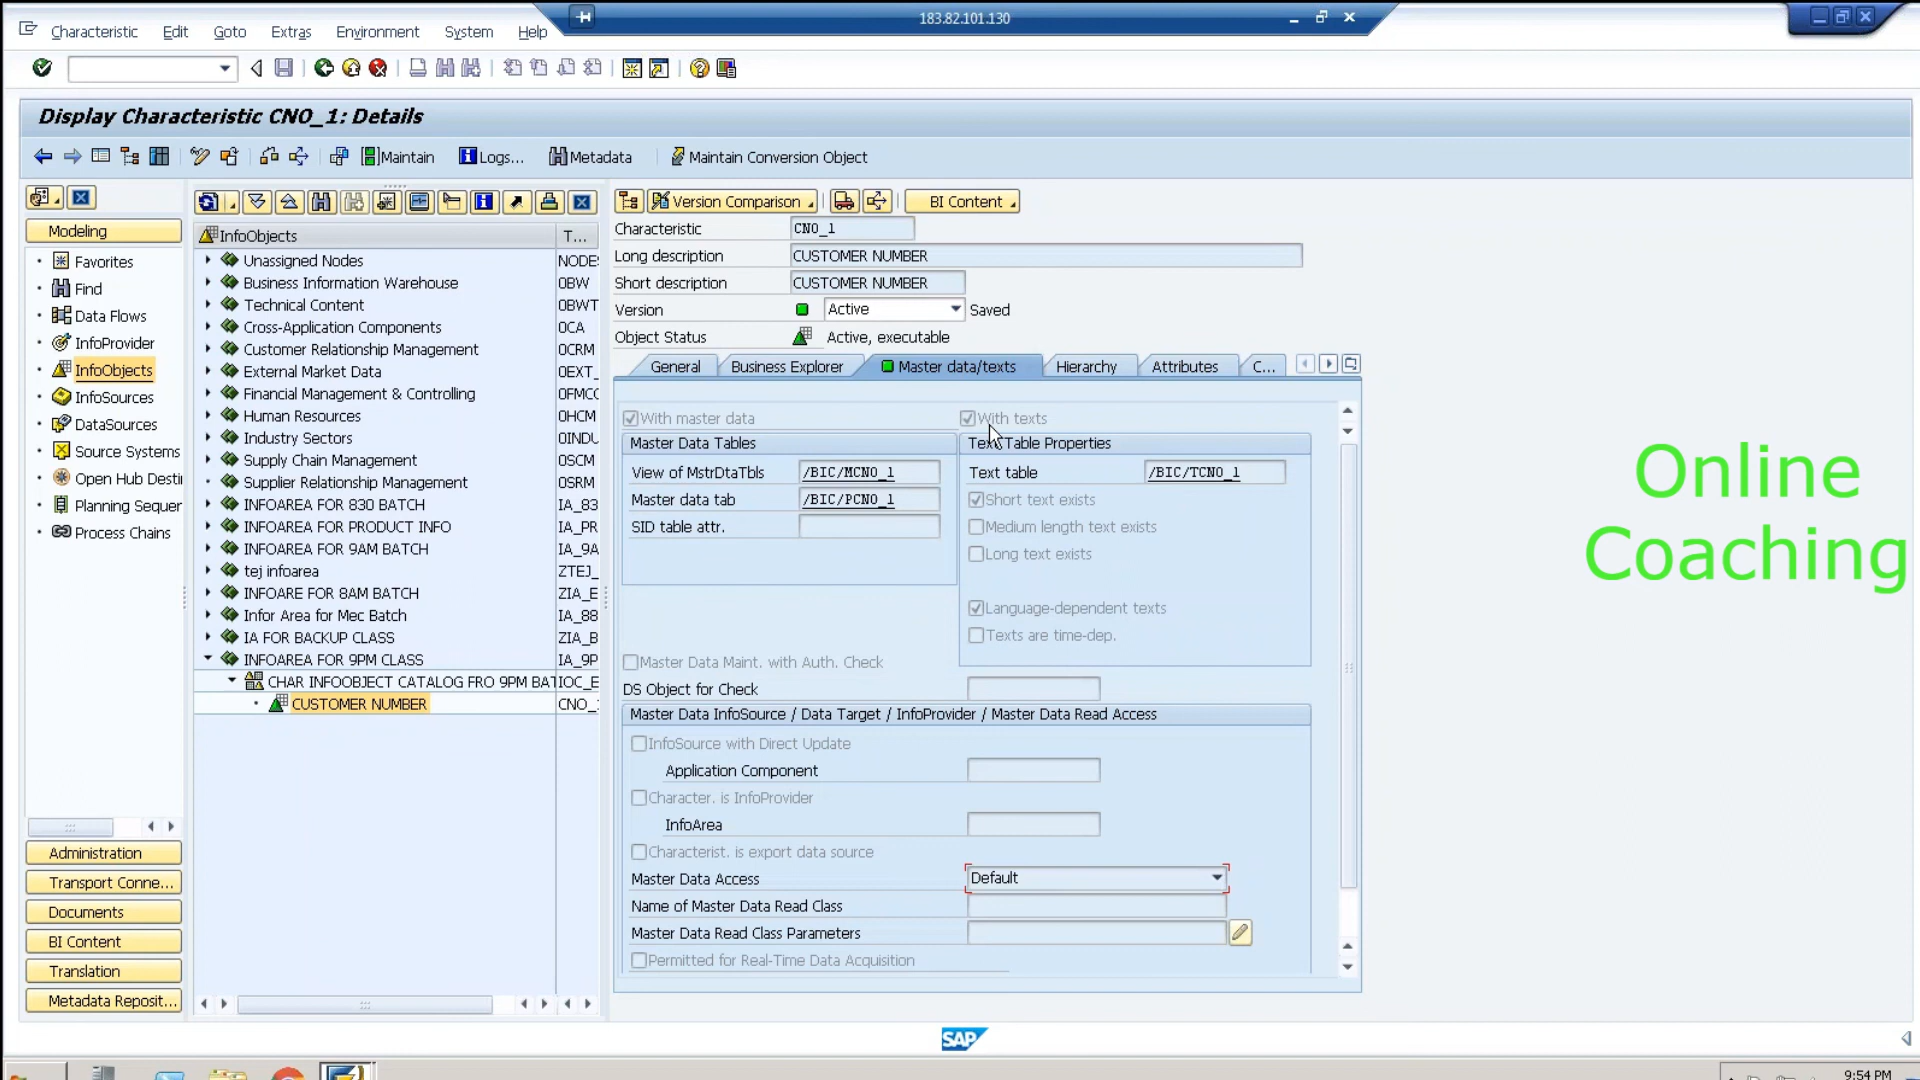 183.82.101.130
Characteristic Edit Goto Extras Environment System Help
Display Characteristic CNO_1: Details
Maintain Logs... Metadata Maintain Conversion Object
Version Comparison BI Content
Modeling
Favorites
Find
Data Flows
InfoProvider
InfoObjects
InfoSources
DataSources
Source Systems
Open Hub Desti
Planning Sequer
Process Chains
Administration
Transport Conne...
Documents
BI Content
Translation
Metadata Reposit...
InfoObjects T...
Unassigned Nodes NODES
Business Information Warehouse 0BW
Technical Content 0BWT
Cross-Application Components 0CA
Customer Relationship Management 0CRM
External Market Data 0EXT_
Financial Management & Controlling 0FMCO
Human Resources 0HCM
Industry Sectors 0INDU
Supply Chain Management 0SCM
Supplier Relationship Management 0SRM
INFOAREA FOR 830 BATCH IA_83
INFOAREA FOR PRODUCT INFO IA_PR
INFOAREA FOR 9AM BATCH IA_9A
tej infoarea ZTEJ_
INFOARE FOR 8AM BATCH ZIA_E
Infor Area for Mec Batch IA_88
IA FOR BACKUP CLASS ZIA_B
INFOAREA FOR 9PM CLASS IA_9P
CHAR INFOOBJECT CATALOG FRO 9PM BAT IOC_E
CUSTOMER NUMBER CNO_
Characteristic CNO_1
Long description CUSTOMER NUMBER
Short description CUSTOMER NUMBER
Version Active Saved
Object Status Active, executable
General Business Explorer Master data/texts Hierarchy Attributes C...
With master data With texts
Master Data Tables Text Table Properties
View of MstrDtaTbls /BIC/MCNO_1 Text table /BIC/TCNO_1
Master data tab /BIC/PCNO_1 Short text exists
SID table attr. Medium length text exists
Long text exists
Language-dependent texts
Texts are time-dep.
Master Data Maint. with Auth. Check
DS Object for Check
Master Data InfoSource / Data Target / InfoProvider / Master Data Read Access
InfoSource with Direct Update
Application Component
Character. is InfoProvider
InfoArea
Characterist. is export data source
Master Data Access Default
Name of Master Data Read Class
Master Data Read Class Parameters
Permitted for Real-Time Data Acquisition
Online
Coaching
SAP
9:54 PM